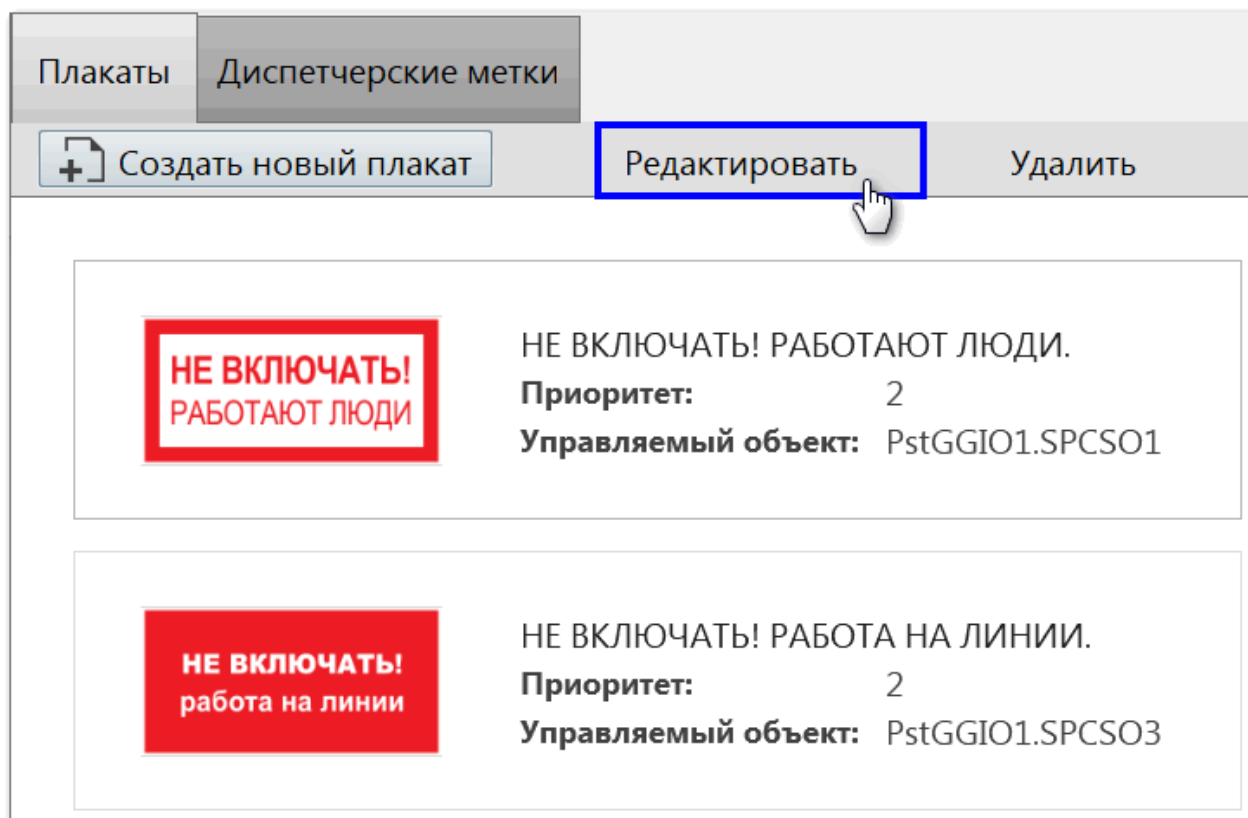 Плакаты Диспетчерские метки
Создать новый плакат Редактировать Удалить
НЕ ВКЛЮЧАТЬ!
РАБОТАЮТ ЛЮДИ
НЕ ВКЛЮЧАТЬ! РАБОТАЮТ ЛЮДИ.
Приоритет: 2
Управляемый объект: PstGGIO1.SPCSO1
НЕ ВКЛЮЧАТЬ!
работа на линии
НЕ ВКЛЮЧАТЬ! РАБОТА НА ЛИНИИ.
Приоритет: 2
Управляемый объект: PstGGIO1.SPCSO3